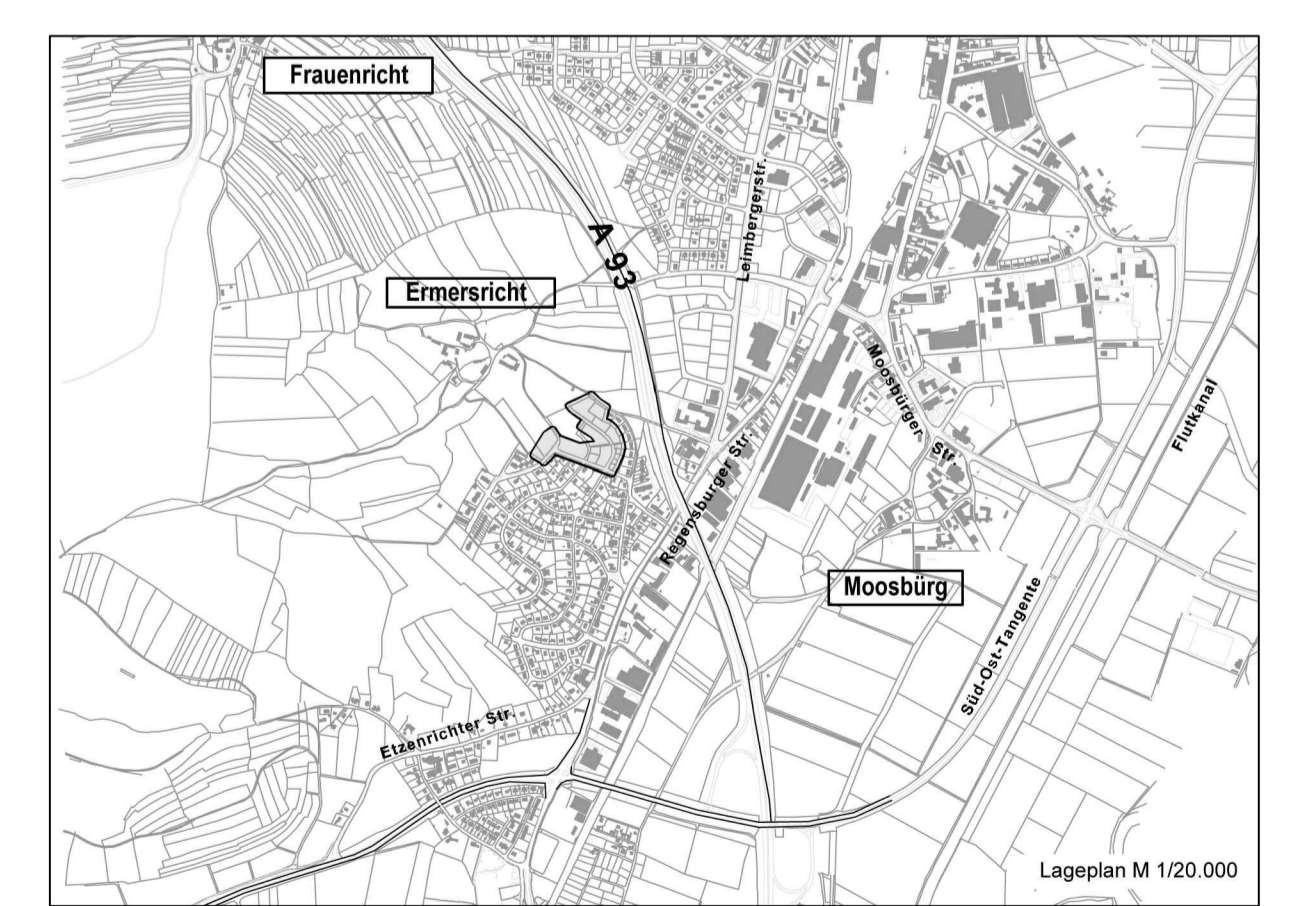 Frauenricht
A 93
Leimbergerstr.
Ermersricht
Moosbürger Str.
Flutkanal
Regensburger Str.
Moosbürg
Süd-Ost-Tangente
Etzenrichter Str.
Lageplan M 1/20.000